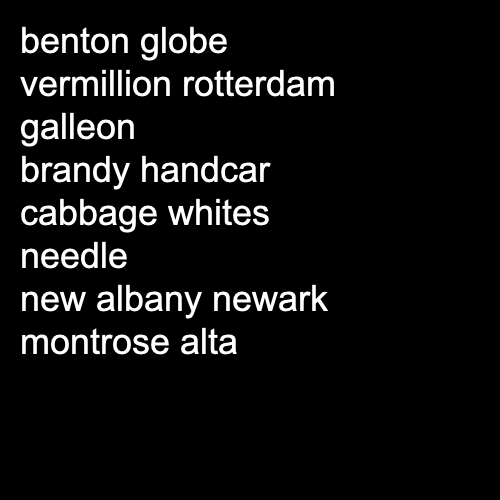 benton globe
vermillion rotterdam
galleon
brandy handcar
cabbage whites
needle
new albany newark
montrose alta